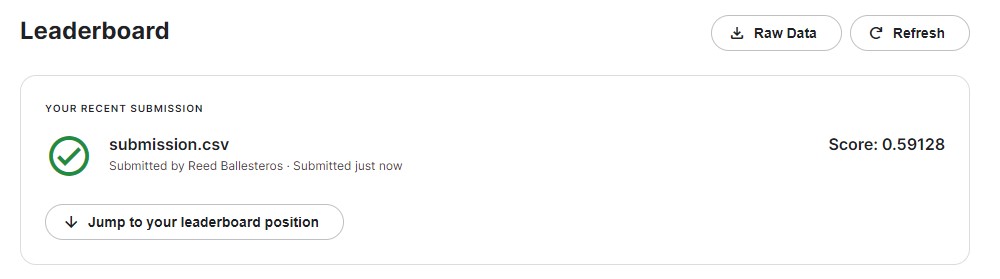 Leaderboard
Raw Data
Refresh
YOUR RECENT SUBMISSION
submission.csv
Score: 0.59128
Submitted by Reed Ballesteros · Submitted just now
Jump to your leaderboard position